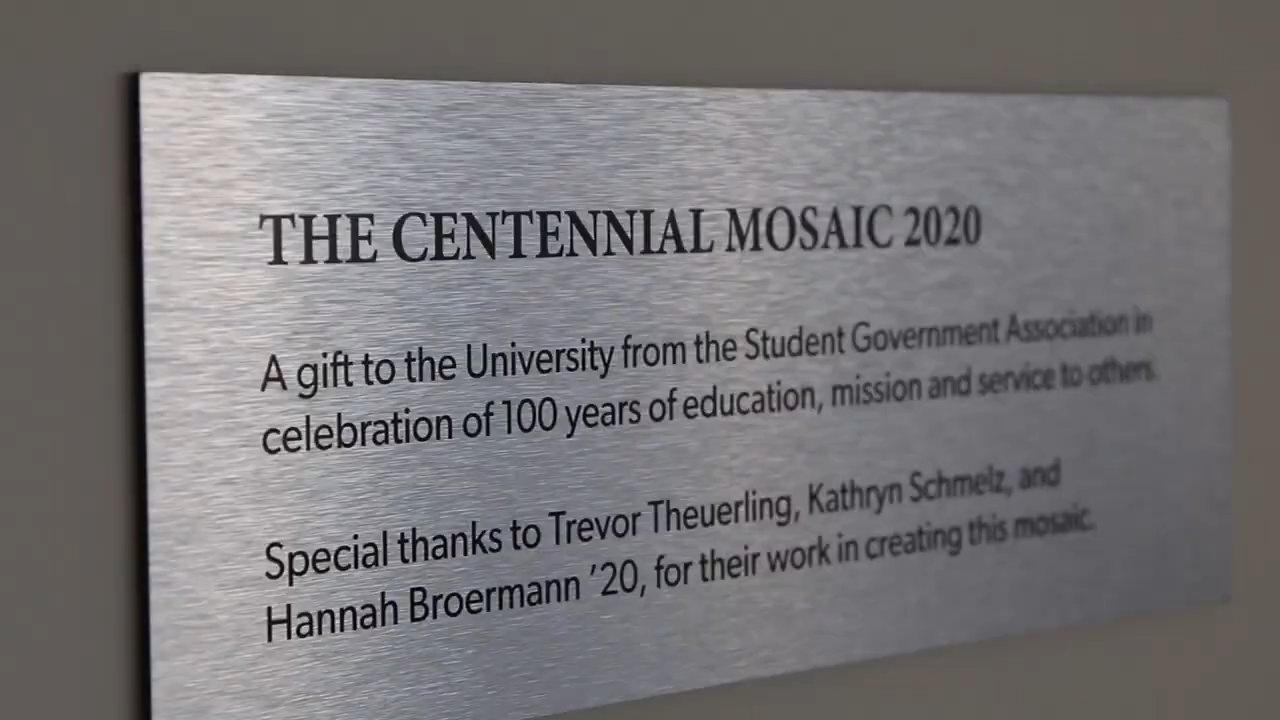 THE CENTENNIAL MOSAIC 2020
A gift to the University from the Student Government Association in
celebration of 100 years of education, mission and service to others.
Special thanks to Trevor Theuerling, Kathryn Schmelz, and
Hannah Broermann ’20, for their work in creating this mosaic.